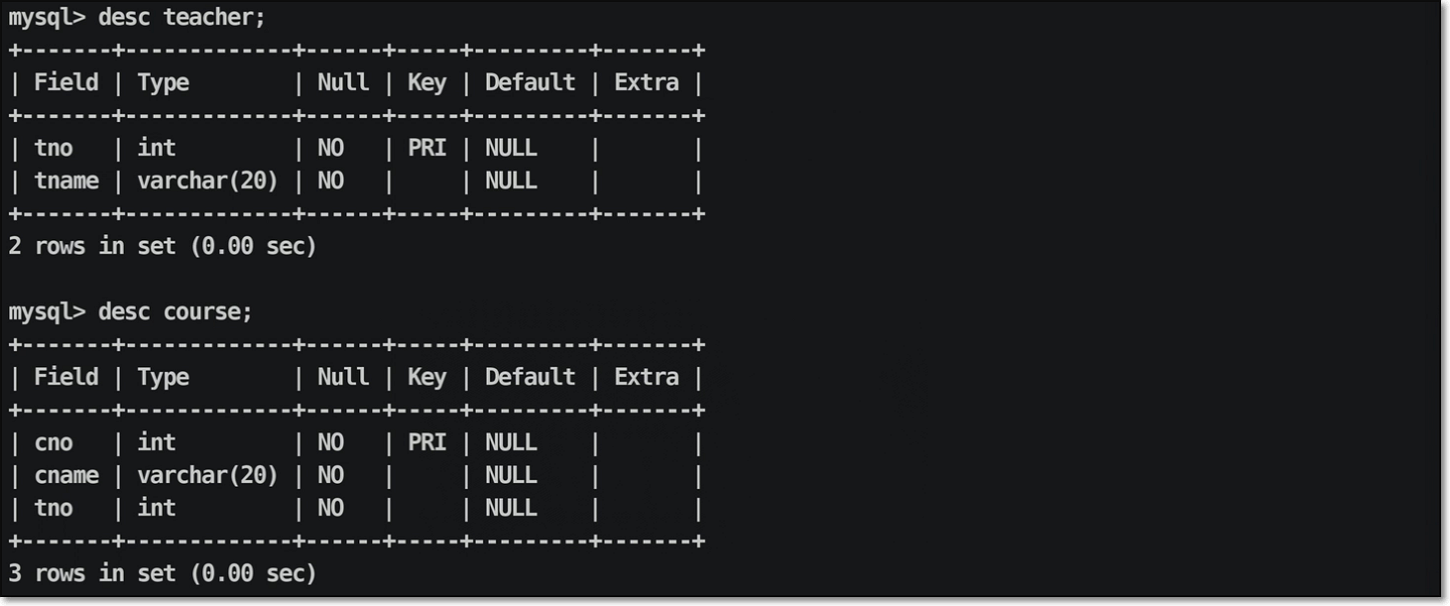 mysql> desc teacher;
+-------+-------------+------+-----+---------+-------+
| Field | Type        | Null | Key | Default | Extra |
+-------+-------------+------+-----+---------+-------+
| tno   | int         | NO   | PRI | NULL    |       |
| tname | varchar(20) | NO   |     | NULL    |       |
+-------+-------------+------+-----+---------+-------+
2 rows in set (0.00 sec)

mysql> desc course;
+-------+-------------+------+-----+---------+-------+
| Field | Type        | Null | Key | Default | Extra |
+-------+-------------+------+-----+---------+-------+
| cno   | int         | NO   | PRI | NULL    |       |
| cname | varchar(20) | NO   |     | NULL    |       |
| tno   | int         | NO   |     | NULL    |       |
+-------+-------------+------+-----+---------+-------+
3 rows in set (0.00 sec)